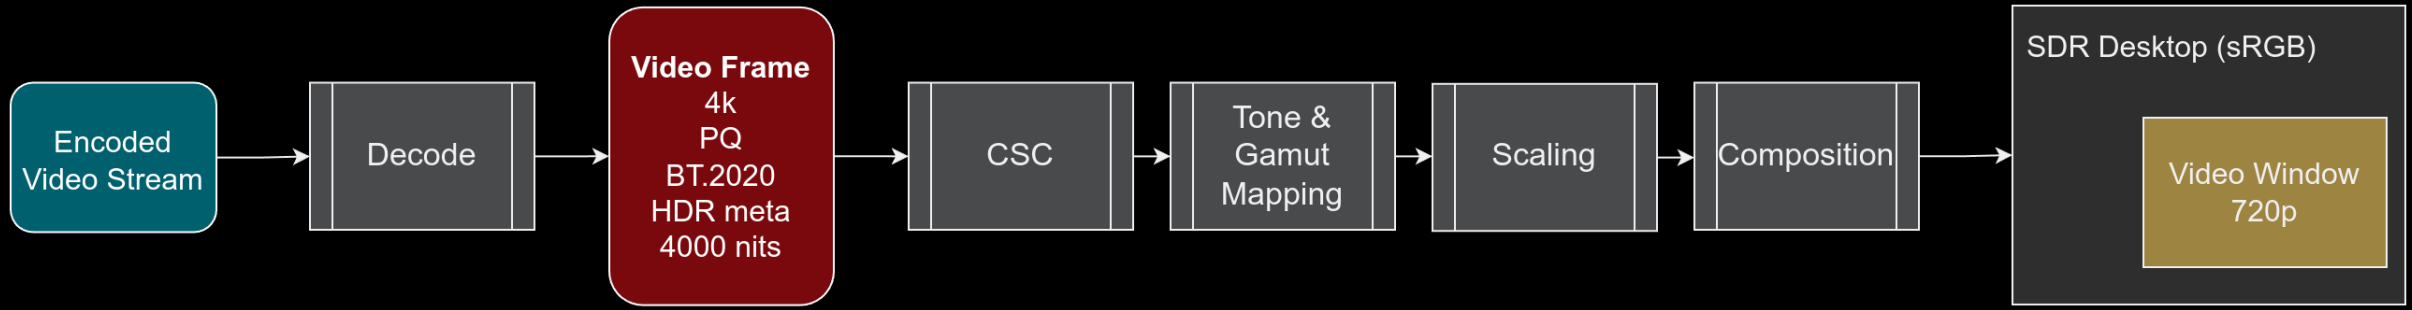 Encoded
Video Stream
Decode
Video Frame
4k
PQ
BT.2020
HDR meta
4000 nits
CSC
Tone &
Gamut
Mapping
Scaling
Composition
SDR Desktop (sRGB)
Video Window
720p